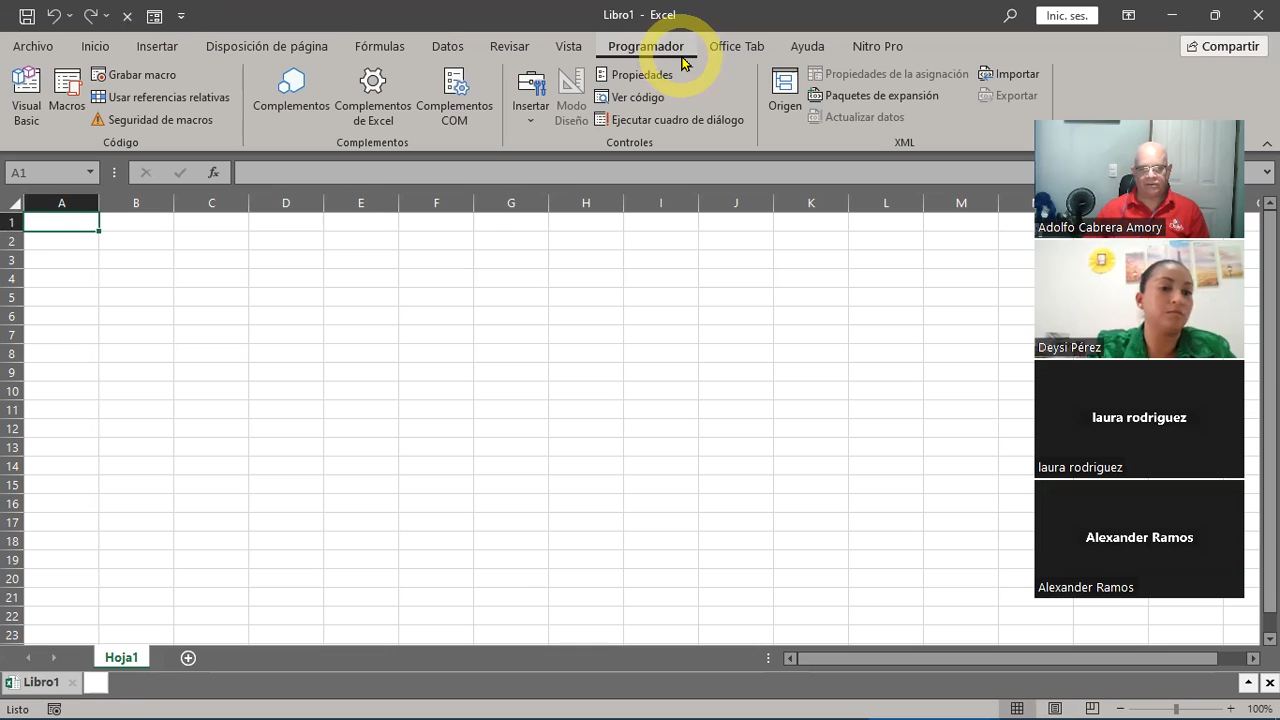 Libro1 - Excel
Inic. ses.
Archivo Inicio Insertar Disposición de página Fórmulas Datos Revisar Vista Programador Office Tab Ayuda Nitro Pro Compartir
Visual Basic
Macros
Grabar macro
Usar referencias relativas
Seguridad de macros
Código
Complementos
Complementos de Excel
Complementos COM
Complementos
Insertar
Modo Diseño
Propiedades
Ver código
Ejecutar cuadro de diálogo
Controles
Origen
Propiedades de la asignación
Paquetes de expansión
Actualizar datos
Importar
Exportar
XML
A1
fx
A B C D E F G H I J K L M
1
2
3
4
5
6
7
8
9
10
11
12
13
14
15
16
17
18
19
20
21
22
23
Adolfo Cabrera Amory
Deysi Pérez
laura rodriguez
laura rodriguez
Alexander Ramos
Alexander Ramos
Hoja1
Libro1
Listo
100%